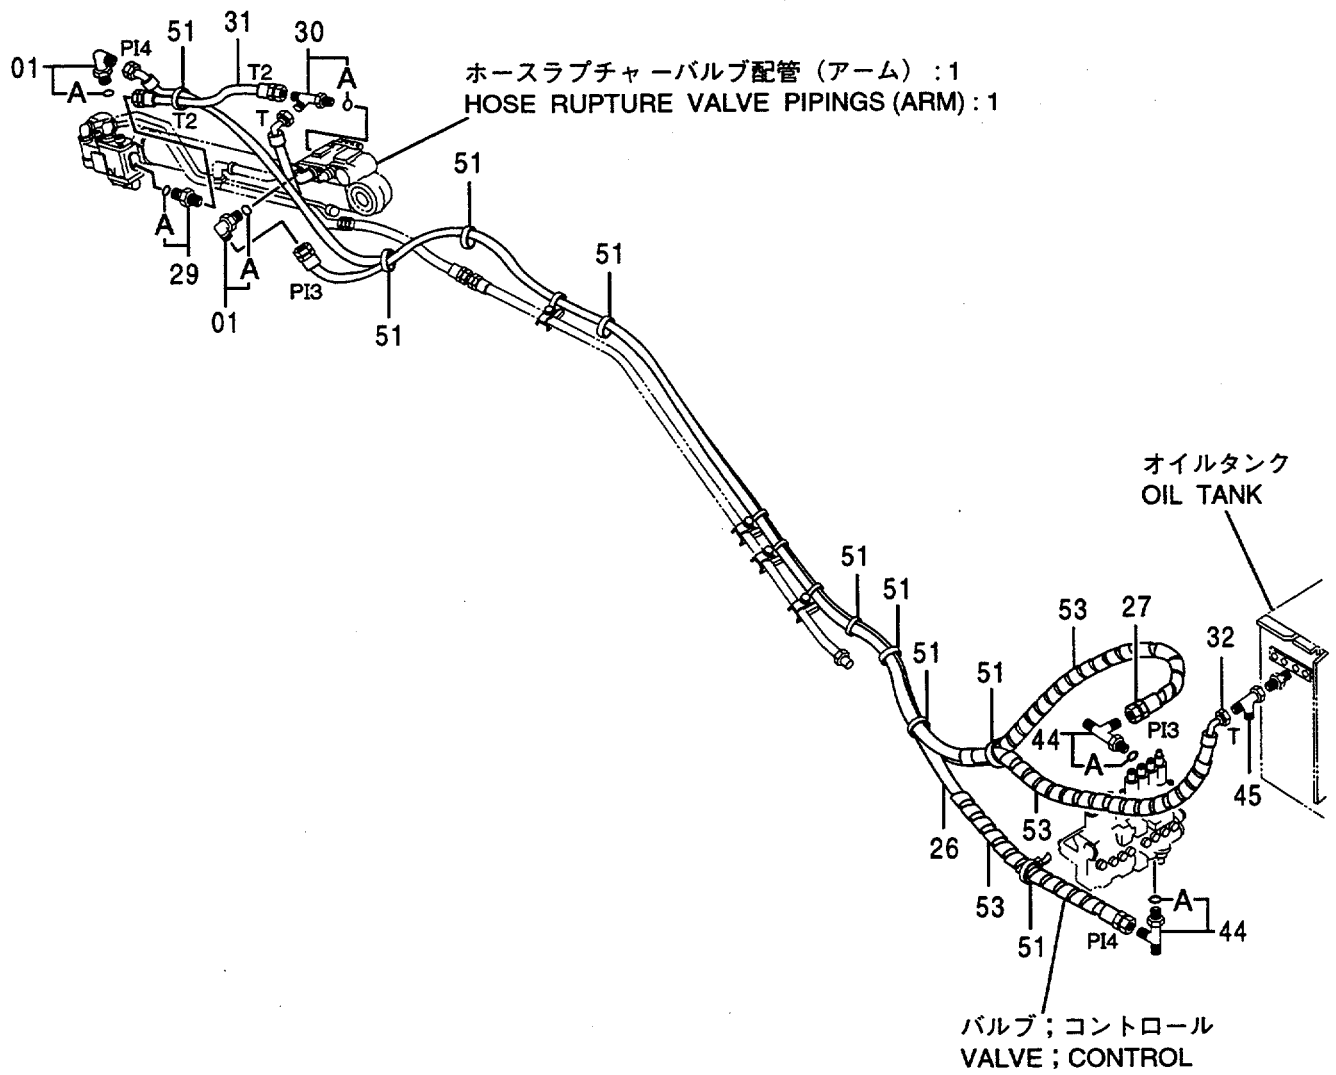 51
31
30
01
PI4
T2
A
A
T
T2
ホースラプチャーバルブ配管（アーム）：1
HOSE RUPTURE VALVE PIPINGS (ARM) : 1
51
A
29
A
01
PI3
51
51
オイルタンク
OIL TANK
51
51
51
51
53
27
32
44
A
PI3
T
45
53
26
53
51
PI4
A
44
バルブ；コントロール
VALVE ; CONTROL